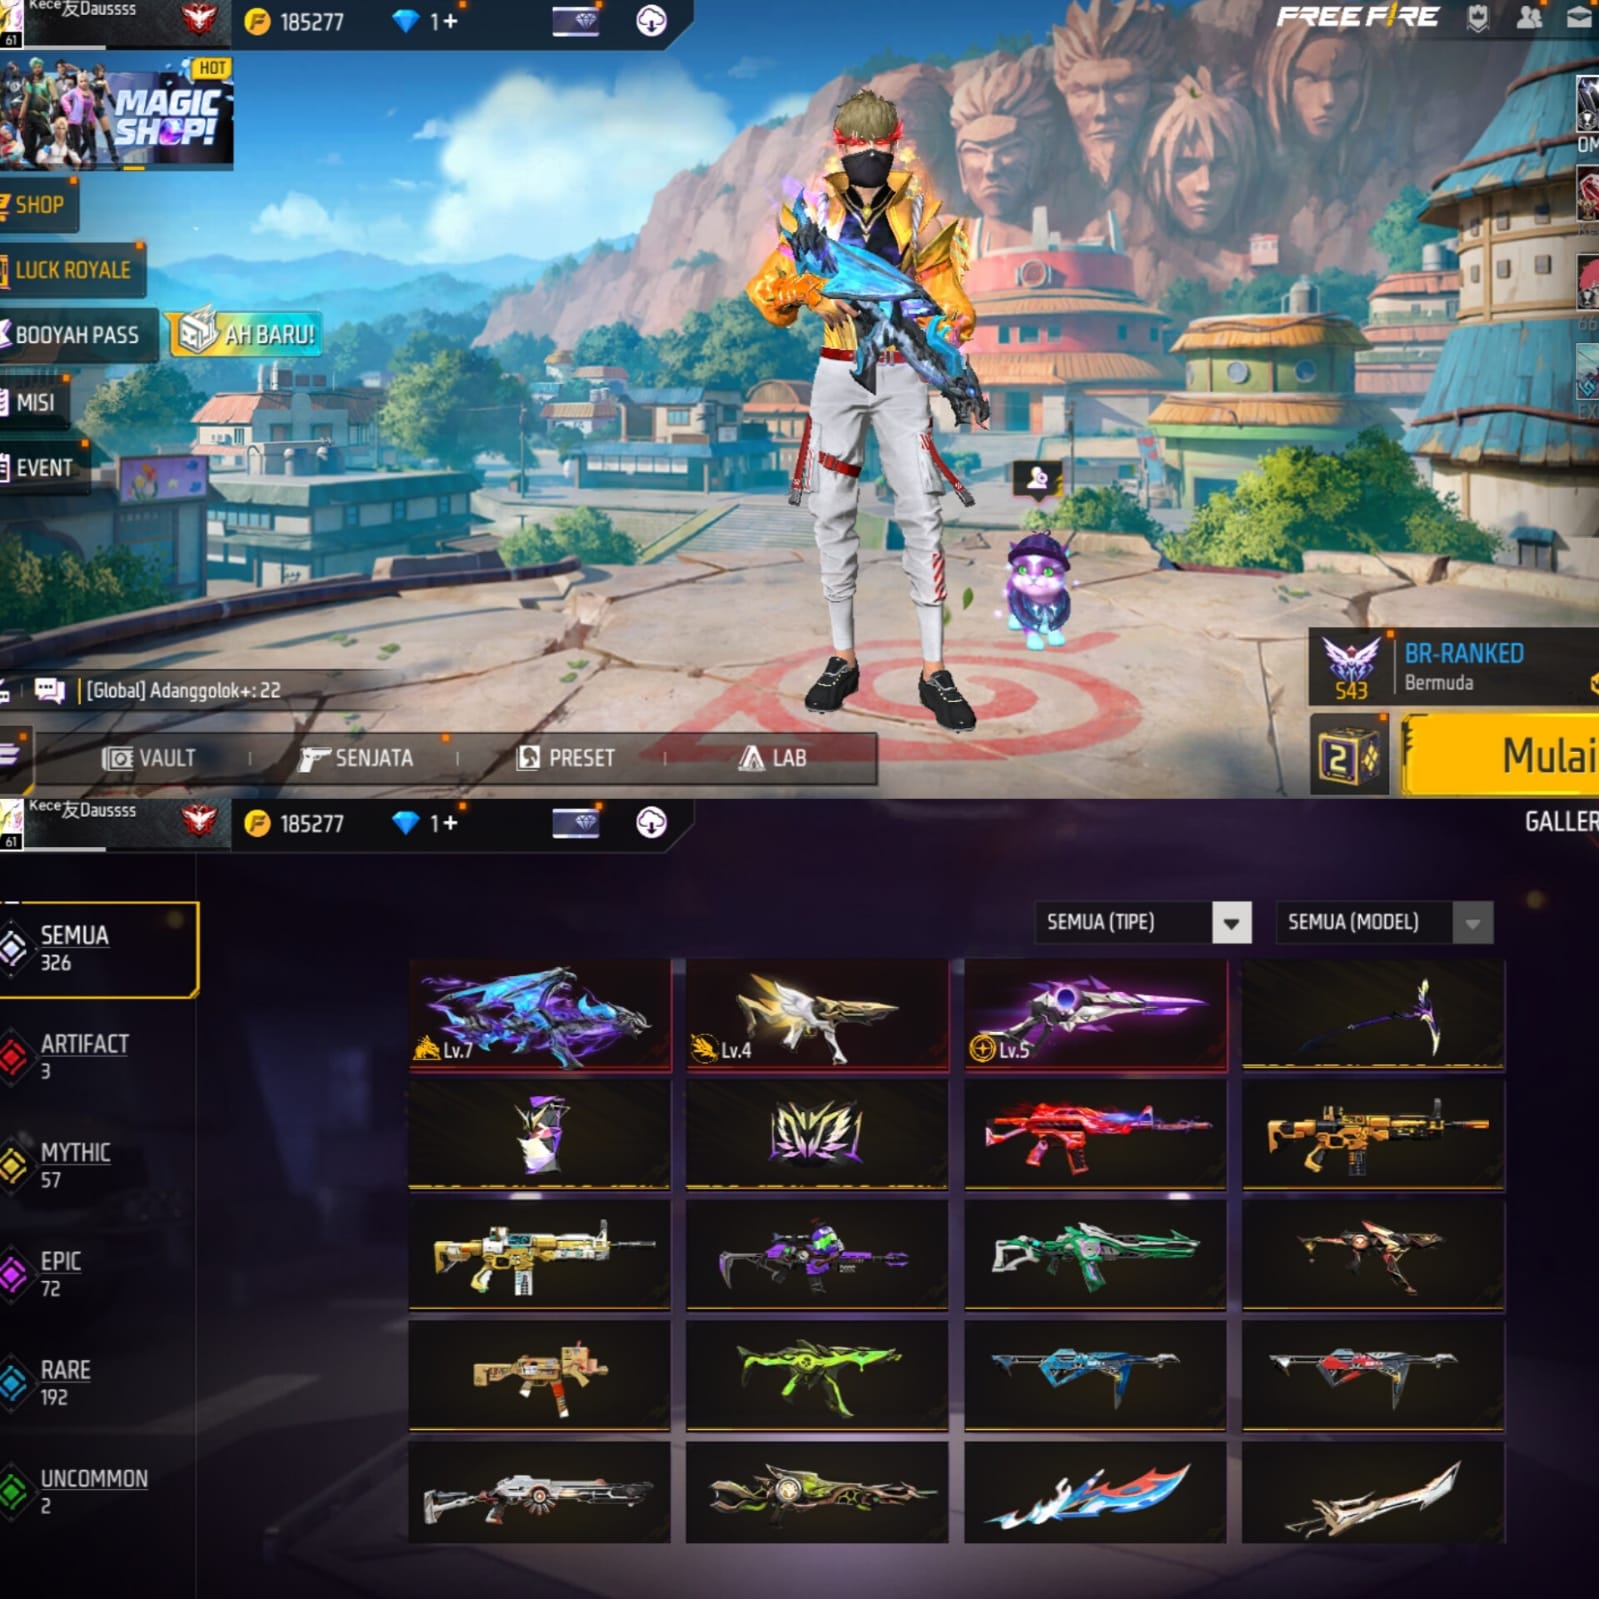 Kece友Daussss
61
185277
1+
FREE FIRE
HOT
MAGIC
SHOP!
SHOP
LUCK ROYALE
BOOYAH PASS
AH BARU!
MISI
EVENT
BR-RANKED
Bermuda
S43
[Global] Adanggolok+: 22
2
Mulai
VAULT
SENJATA
PRESET
LAB
Kece友Daussss
61
185277
1+
GALLER
SEMUA
326
SEMUA (TIPE)
SEMUA (MODEL)
ARTIFACT
3
MYTHIC
57
EPIC
72
RARE
192
UNCOMMON
2
Lv.7
Lv.4
Lv.5